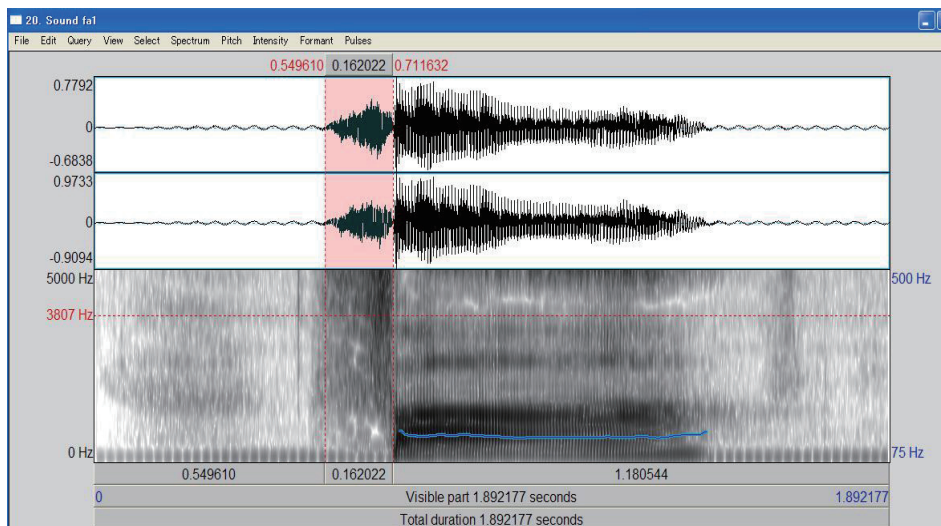 20. Sound fa1
File Edit Query View Select Spectrum Pitch Intensity Formant Pulses
0.549610 0.162022 0.711632
0.7792
0
-0.6838
0.9733
0
-0.9094
5000 Hz 500 Hz
3807 Hz
0 Hz 75 Hz
0.549610 0.162022 1.180544
0 Visible part 1.892177 seconds 1.892177
Total duration 1.892177 seconds